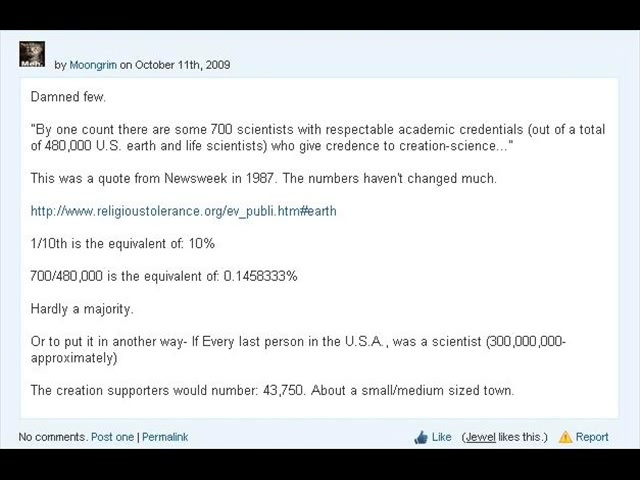 Meh.
by Moongrim on October 11th, 2009
Damned few.
"By one count there are some 700 scientists with respectable academic credentials (out of a total
of 480,000 U.S. earth and life scientists) who give credence to creation-science..."
This was a quote from Newsweek in 1987. The numbers haven't changed much.
http://www.religioustolerance.org/ev_publi.htm#earth
1/10th is the equivalent of: 10%
700/480,000 is the equivalent of: 0.1458333%
Hardly a majority.
Or to put it in another way- If Every last person in the U.S.A., was a scientist (300,000,000-
approximately)
The creation supporters would number: 43,750. About a small/medium sized town.
No comments. Post one | Permalink Like (Jewel likes this.) Report